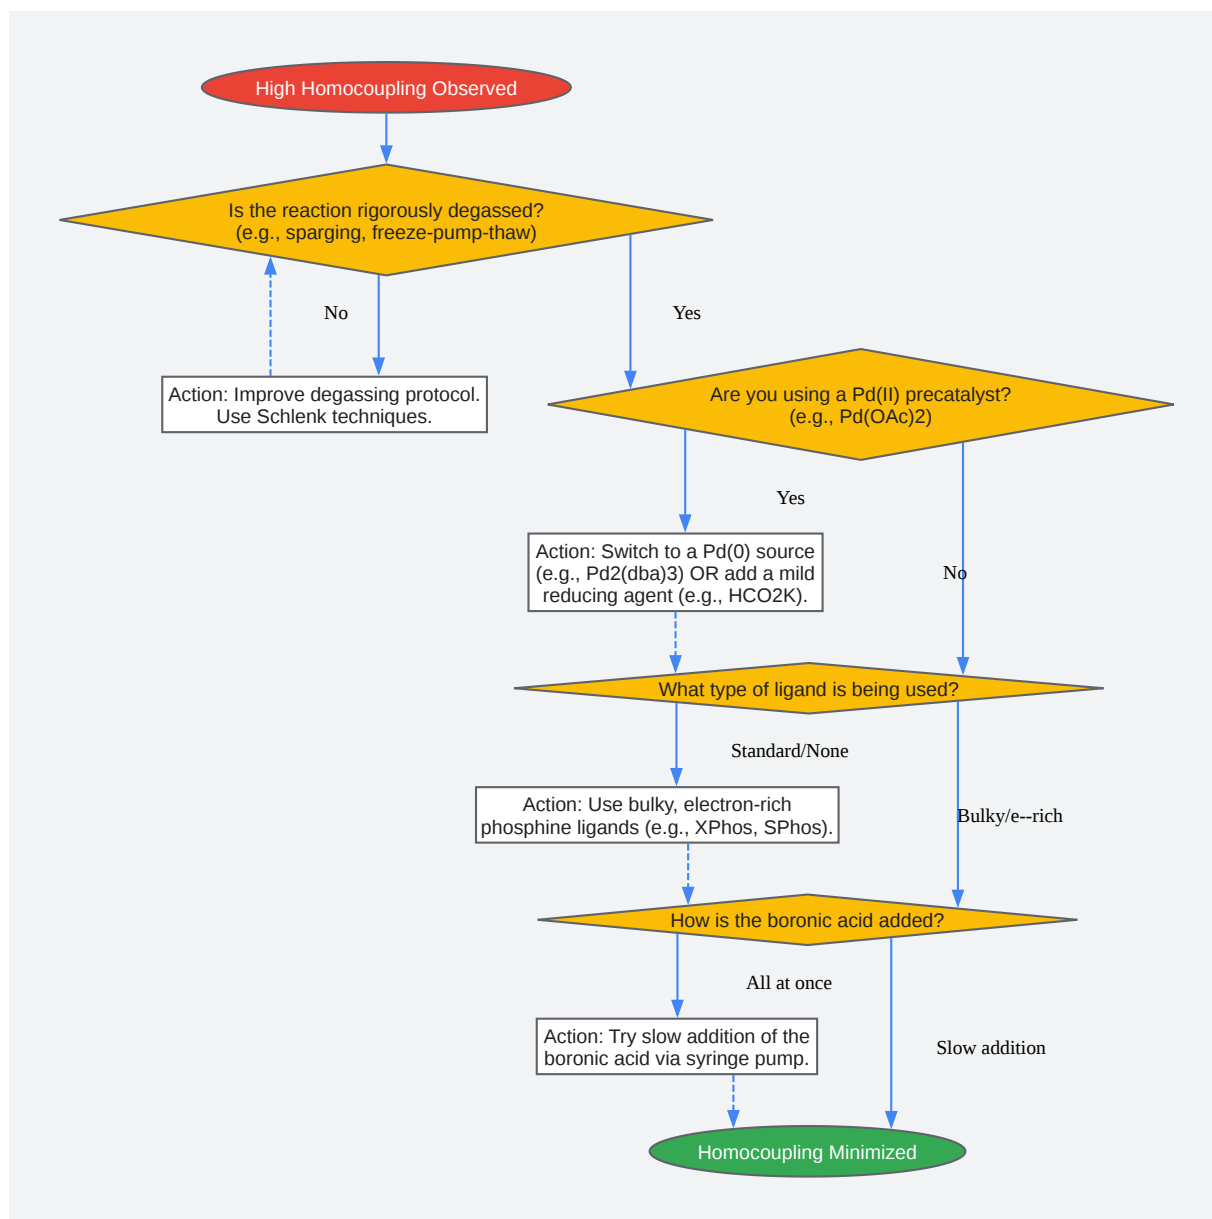 High Homocoupling Observed
Is the reaction rigorously degassed?
(e.g., sparging, freeze-pump-thaw)
No
Yes
Action: Improve degassing protocol.
Use Schlenk techniques.
Are you using a Pd(II) precatalyst?
(e.g., Pd(OAc)2)
Yes
No
Action: Switch to a Pd(0) source
(e.g., Pd2(dba)3) OR add a mild
reducing agent (e.g., HCO2K).
What type of ligand is being used?
Standard/None
Bulky/e--rich
Action: Use bulky, electron-rich
phosphine ligands (e.g., XPhos, SPhos).
How is the boronic acid added?
All at once
Slow addition
Action: Try slow addition of the
boronic acid via syringe pump.
Homocoupling Minimized